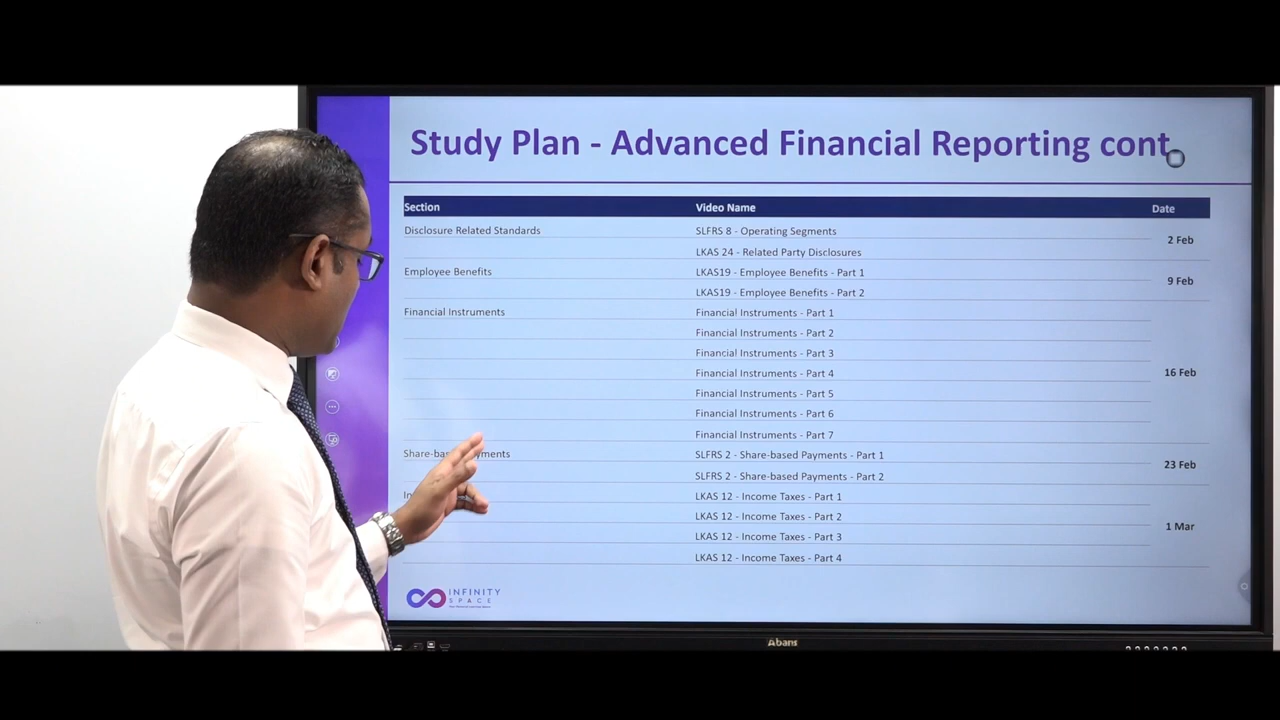 Study Plan - Advanced Financial Reporting cont
Section Video Name Date
Disclosure Related Standards SLFRS 8 - Operating Segments 2 Feb
LKAS 24 - Related Party Disclosures
Employee Benefits LKAS19 - Employee Benefits - Part 1 9 Feb
LKAS19 - Employee Benefits - Part 2
Financial Instruments Financial Instruments - Part 1
Financial Instruments - Part 2
Financial Instruments - Part 3
Financial Instruments - Part 4 16 Feb
Financial Instruments - Part 5
Financial Instruments - Part 6
Financial Instruments - Part 7
SLFRS 2 - Share-based Payments - Part 1 23 Feb
SLFRS 2 - Share-based Payments - Part 2
LKAS 12 - Income Taxes - Part 1
LKAS 12 - Income Taxes - Part 2 1 Mar
LKAS 12 - Income Taxes - Part 3
LKAS 12 - Income Taxes - Part 4
INFINITY
SPACE
Abans